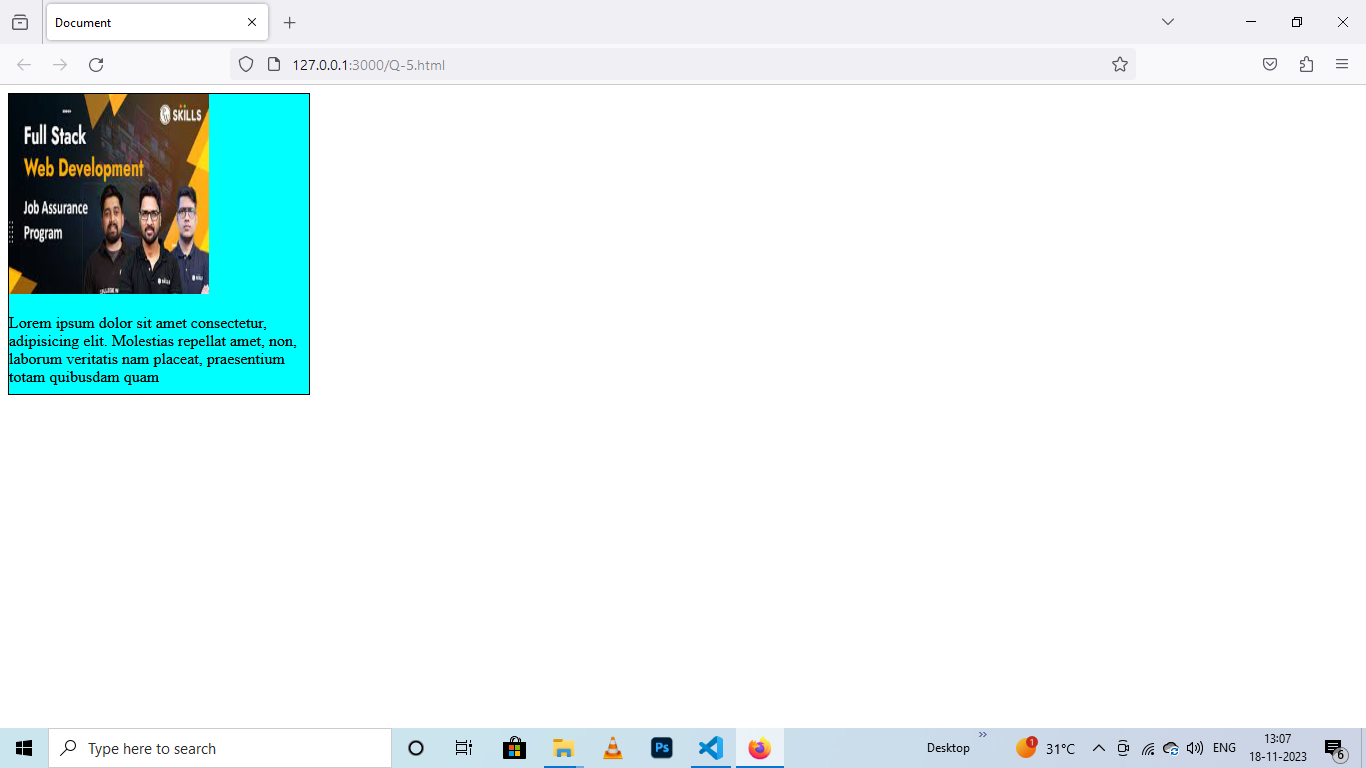 Document
127.0.0.1:3000/Q-5.html
SKILLS
Full Stack
Web Development
Job Assurance
Program
Lorem ipsum dolor sit amet consectetur,
adipisicing elit. Molestias repellat amet, non,
laborum veritatis nam placeat, praesentium
totam quibusdam quam
Type here to search
Ps
Desktop
1
31°C
ENG
13:07
18-11-2023
6